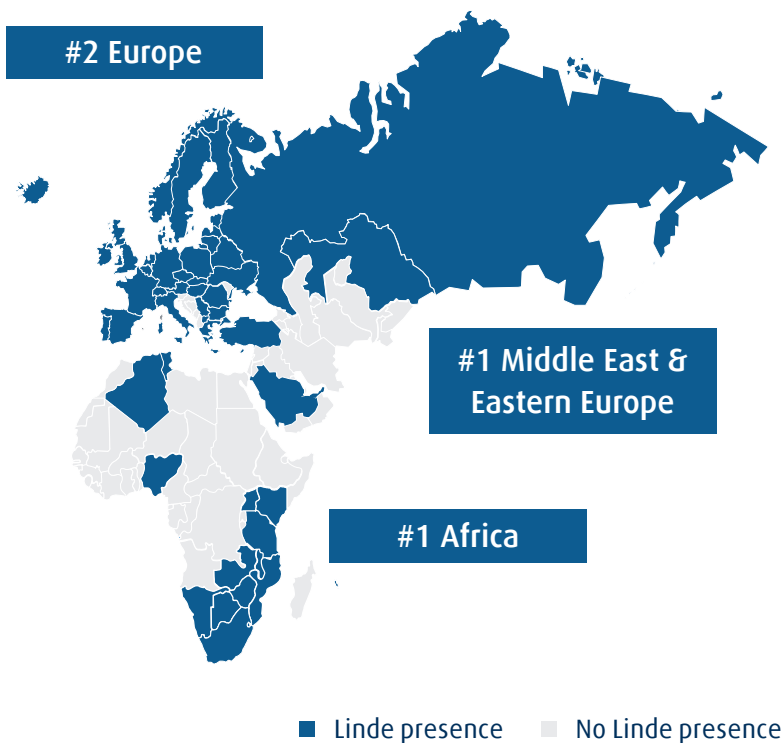 #2 Europe
#1 Middle East &
Eastern Europe
#1 Africa
Linde presence
No Linde presence